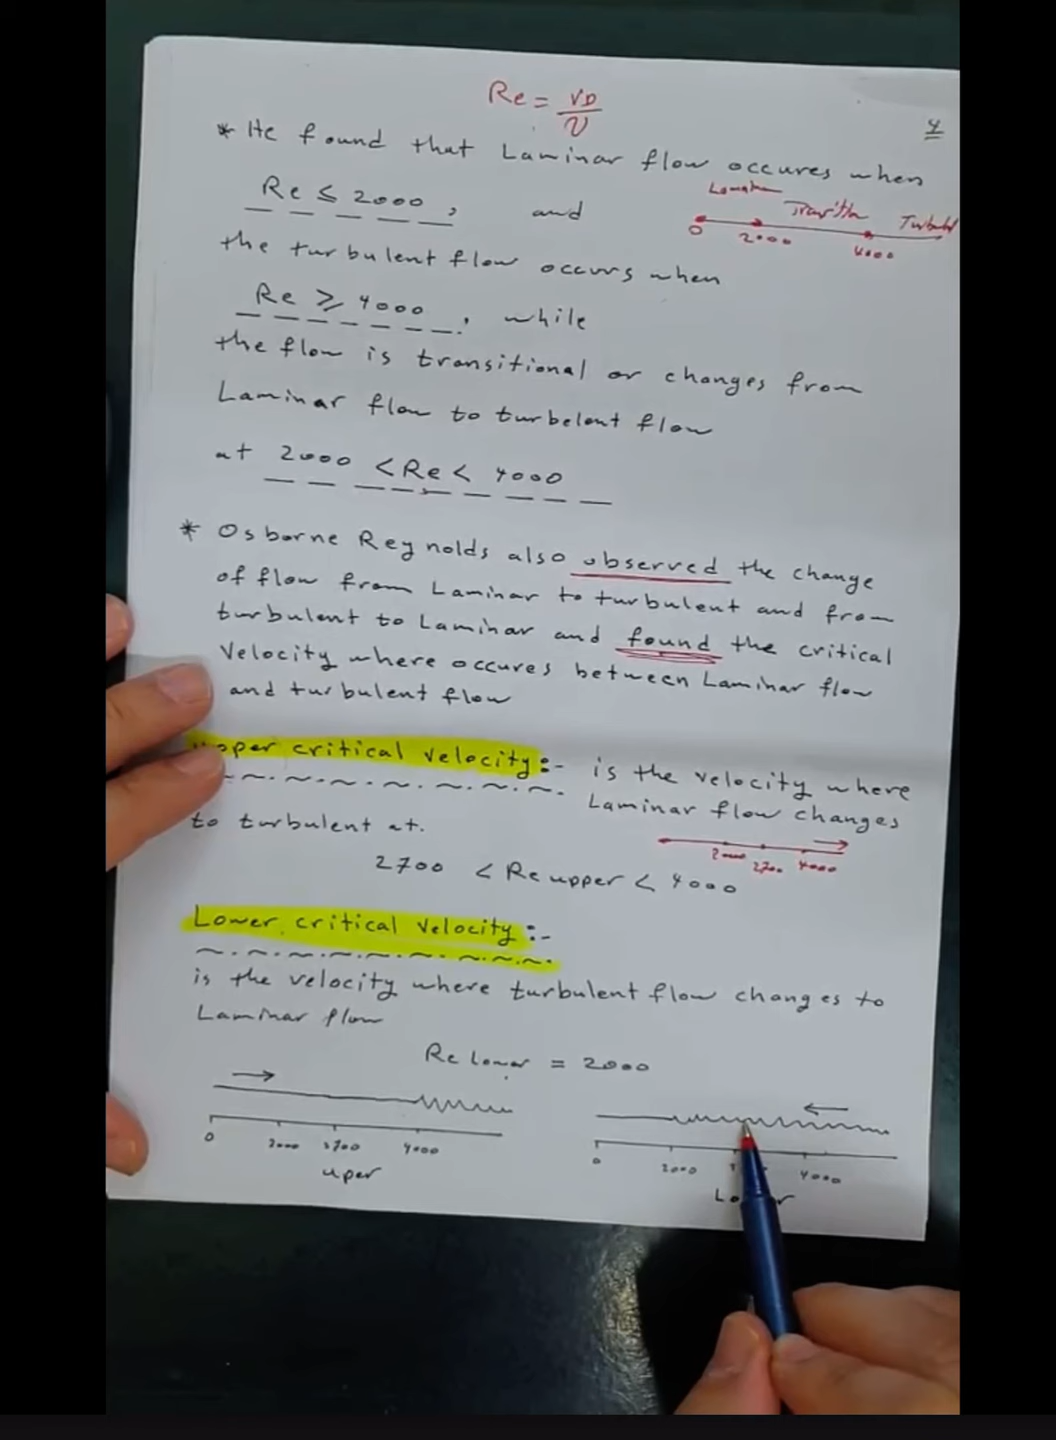 Re = VD/ν
4
* He found that Laminar flow occures when
Re ≤ 2000, and
Laminar Transition Turbulent
0 2000 4000
the turbulent flow occurs when
Re ≥ 4000, while
the flow is transitional or changes from
Laminar flow to turbelent flow
at 2000 < Re < 4000
* Osborne Reynolds also observed the change
of flow from Laminar to turbulent and from
turbulent to Laminar and found the critical
Velocity where occures between Laminar flow
and turbulent flow
upper critical velocity:- is the velocity where
Laminar flow changes
to turbulent at.
2000 2700 4000
2700 < Re upper < 4000
Lower critical velocity:-
is the velocity where turbulent flow changes to
Laminar flow
Re lower = 2000
0 2000 2700 4000
uper
0 2000 4000